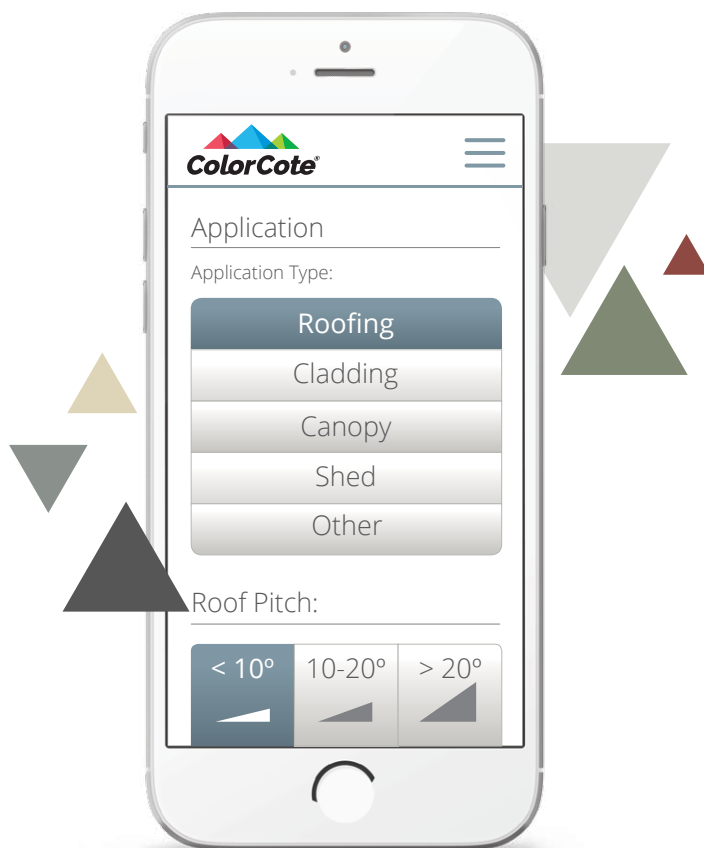 ColorCote®
Application
Application Type:
Roofing
Cladding
Canopy
Shed
Other
Roof Pitch:
< 10º 10-20º > 20º